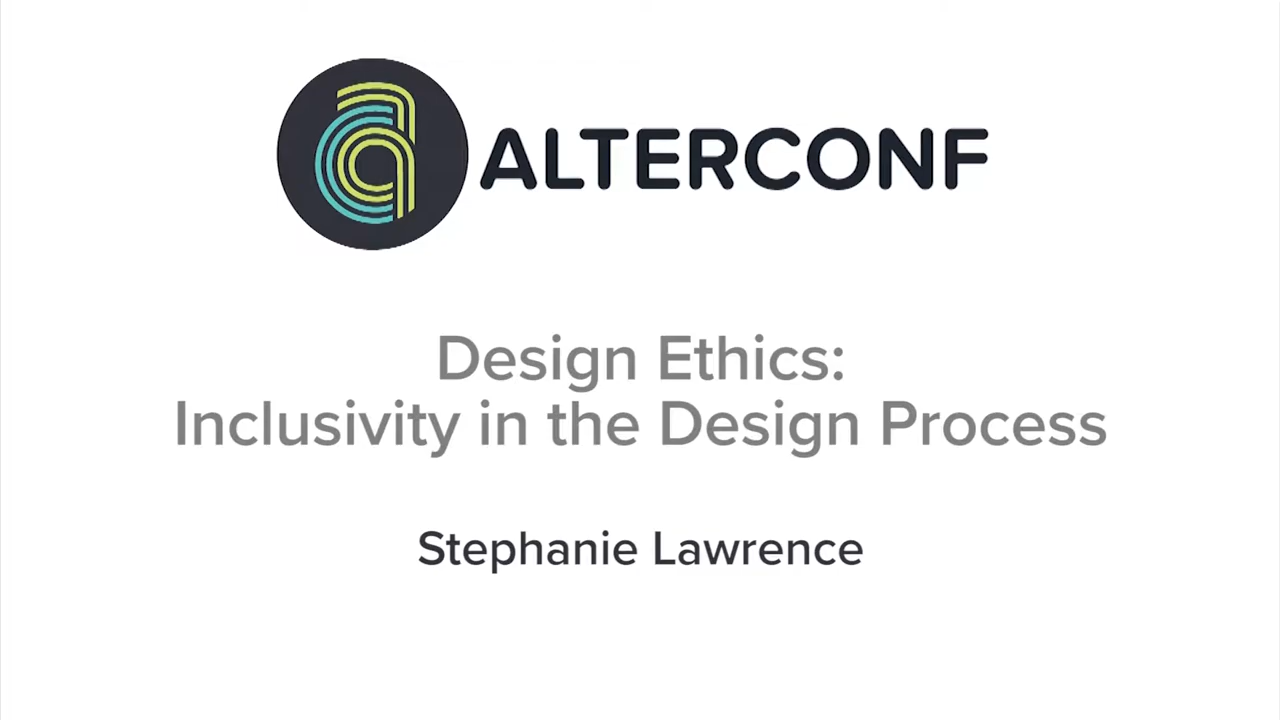 ALTERCONF
Design Ethics:
Inclusivity in the Design Process
Stephanie Lawrence